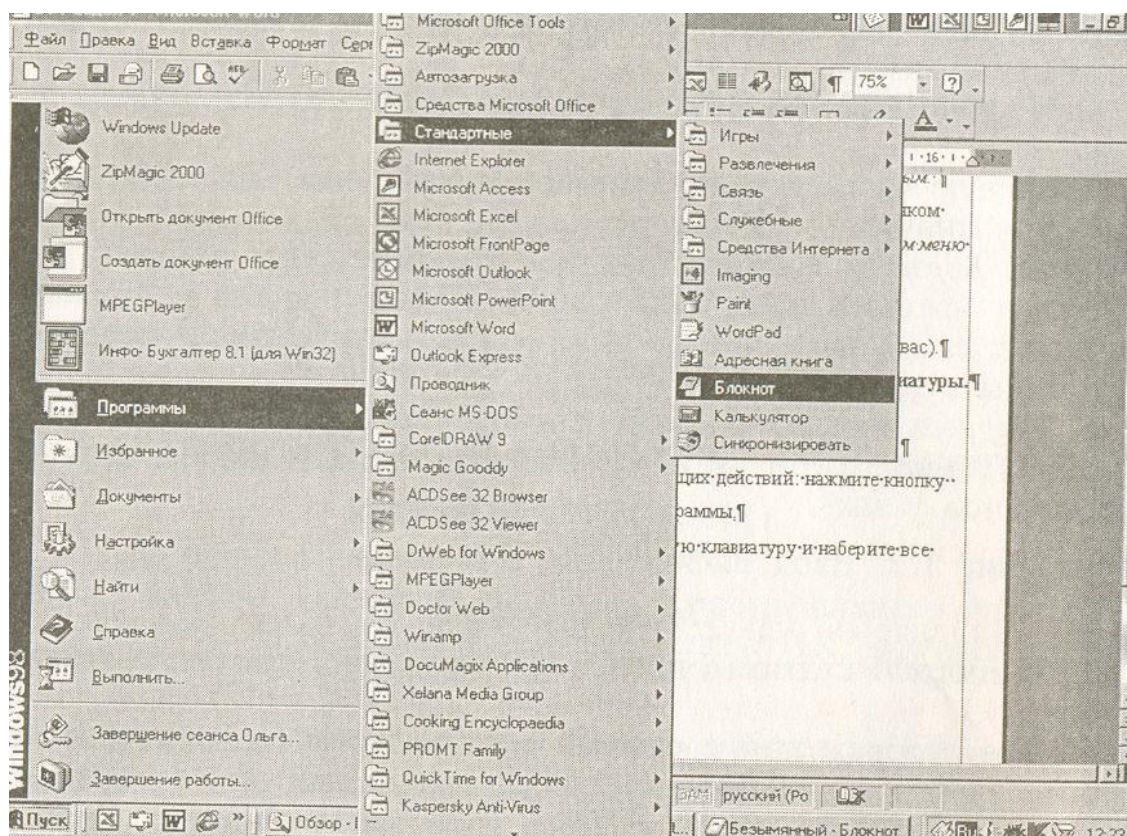 Файл Правка Вид Вставка Формат
75%
Windows Update
ZipMagic 2000
Открыть документ Office
Создать документ Office
MPEGPlayer
Инфо-Бухгалтер 8.1 (для Win32)
Программы
Избранное
Документы
Настройка
Найти
Справка
Выполнить...
Завершение сеанса Ольга...
Завершение работы...
Windows98
Microsoft Office Tools
ZipMagic 2000
Автозагрузка
Средства Microsoft Office
Стандартные
Internet Explorer
Microsoft Access
Microsoft Excel
Microsoft FrontPage
Microsoft Outlook
Microsoft PowerPoint
Microsoft Word
Outlook Express
Проводник
Сеанс MS-DOS
CorelDRAW 9
Magic Gooddy
ACDSee 32 Browser
ACDSee 32 Viewer
DrWeb for Windows
MPEGPlayer
Doctor Web
Winamp
DocuMagix Applications
Xelana Media Group
Cooking Encyclopaedia
PROMT Family
QuickTime for Windows
Kaspersky Anti-Virus
Игры
Развлечения
Связь
Служебные
Средства Интернета
Imaging
Paint
WordPad
Адресная книга
Блокнот
Калькулятор
Синхронизировать
16
меню
вас).¶
щих·действий:·нажмите·кнопку··
раммы.¶
ю·клавиатуру·и·наберите·все·
ЗАМ русский (Ро
Пуск
Обзор - I
Безымянный - Блокнот